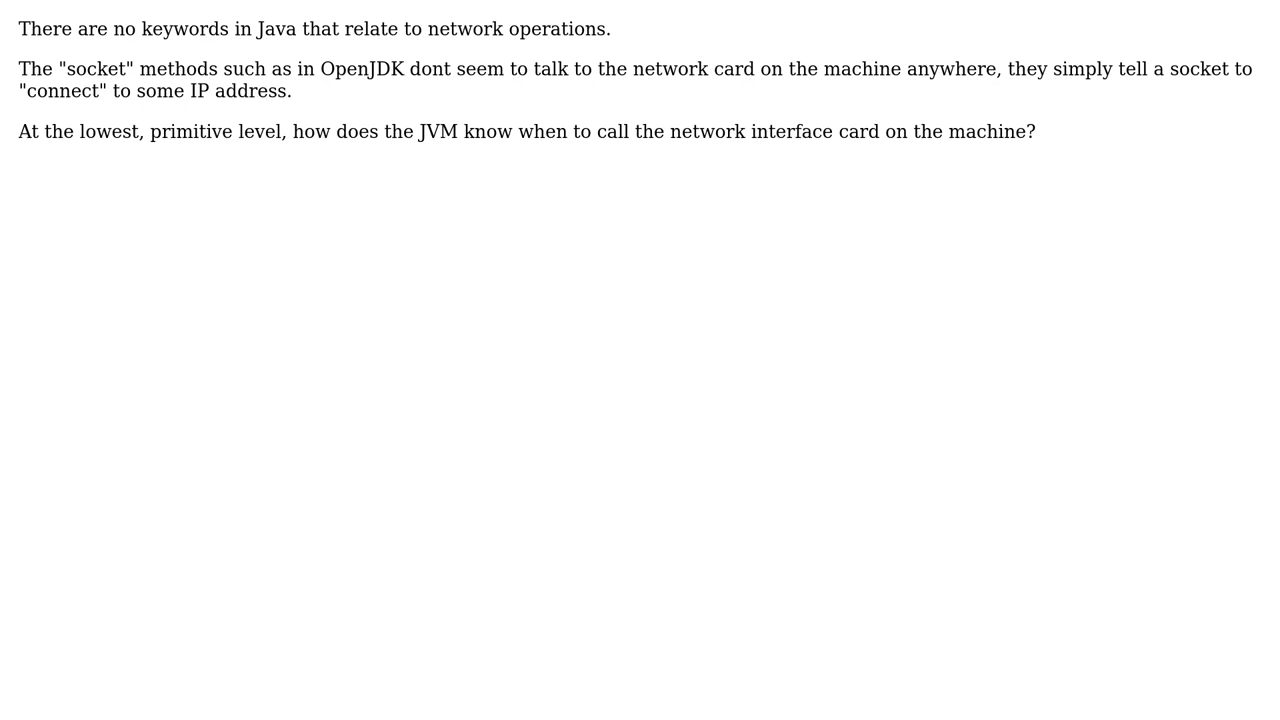 There are no keywords in Java that relate to network operations.
The "socket" methods such as in OpenJDK dont seem to talk to the network card on the machine anywhere, they simply tell a socket to
"connect" to some IP address.
At the lowest, primitive level, how does the JVM know when to call the network interface card on the machine?